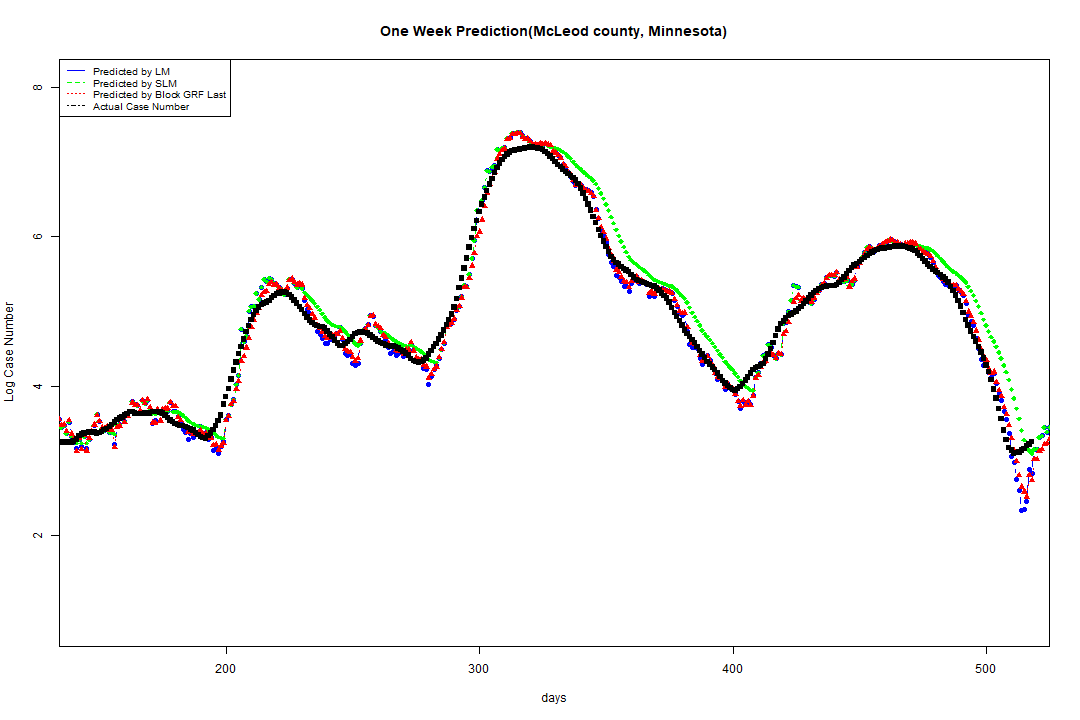 One Week Prediction(McLeod county, Minnesota)
Predicted by LM
Predicted by SLM
Predicted by Block GRF Last
Actual Case Number
8
6
4
2
Log Case Number
200 300 400 500
days